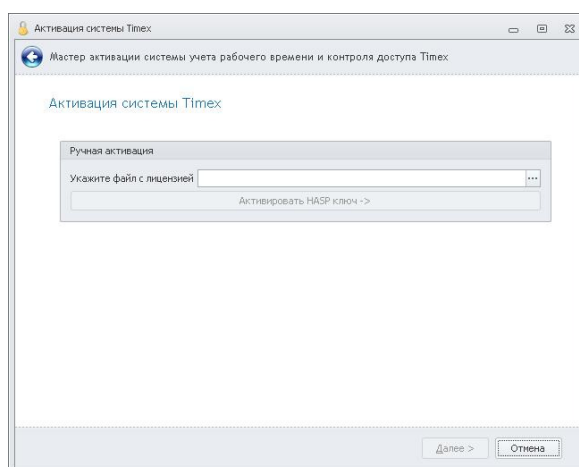 Активация системы Timex
Мастер активации системы учета рабочего времени и контроля доступа Timex
Активация системы Timex
Ручная активация
Укажите файл с лицензией ...
Активировать HASP ключ ->
Далее > Отмена